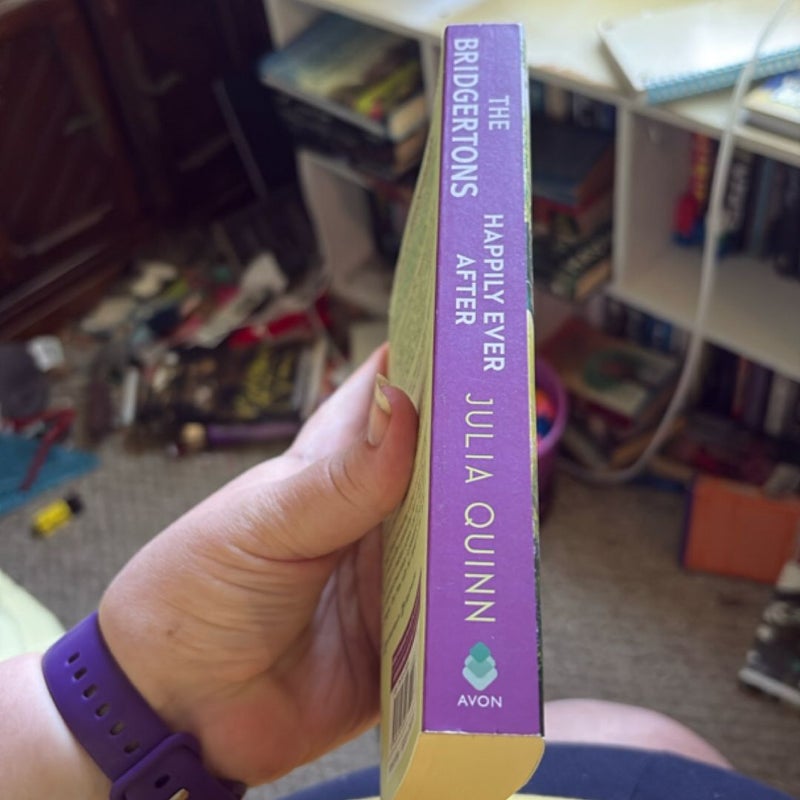 THE
BRIDGERTONS
HAPPILY EVER
AFTER
JULIA QUINN
AVON